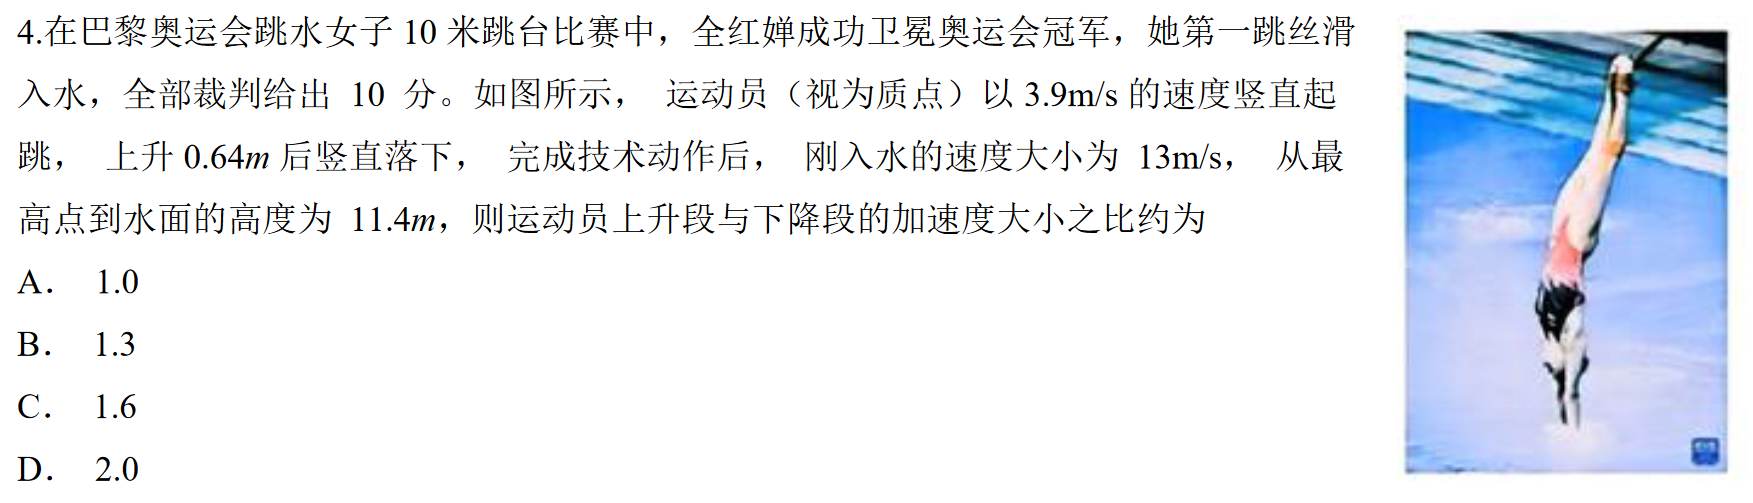 4.在巴黎奥运会跳水女子 10 米跳台比赛中，全红婵成功卫冕奥运会冠军，她第一跳丝滑
入水，全部裁判给出 10 分。如图所示， 运动员（视为质点）以 3.9m/s 的速度竖直起
跳， 上升 0.64m 后竖直落下， 完成技术动作后， 刚入水的速度大小为 13m/s， 从最
高点到水面的高度为 11.4m，则运动员上升段与下降段的加速度大小之比约为
A． 1.0
B． 1.3
C． 1.6
D． 2.0